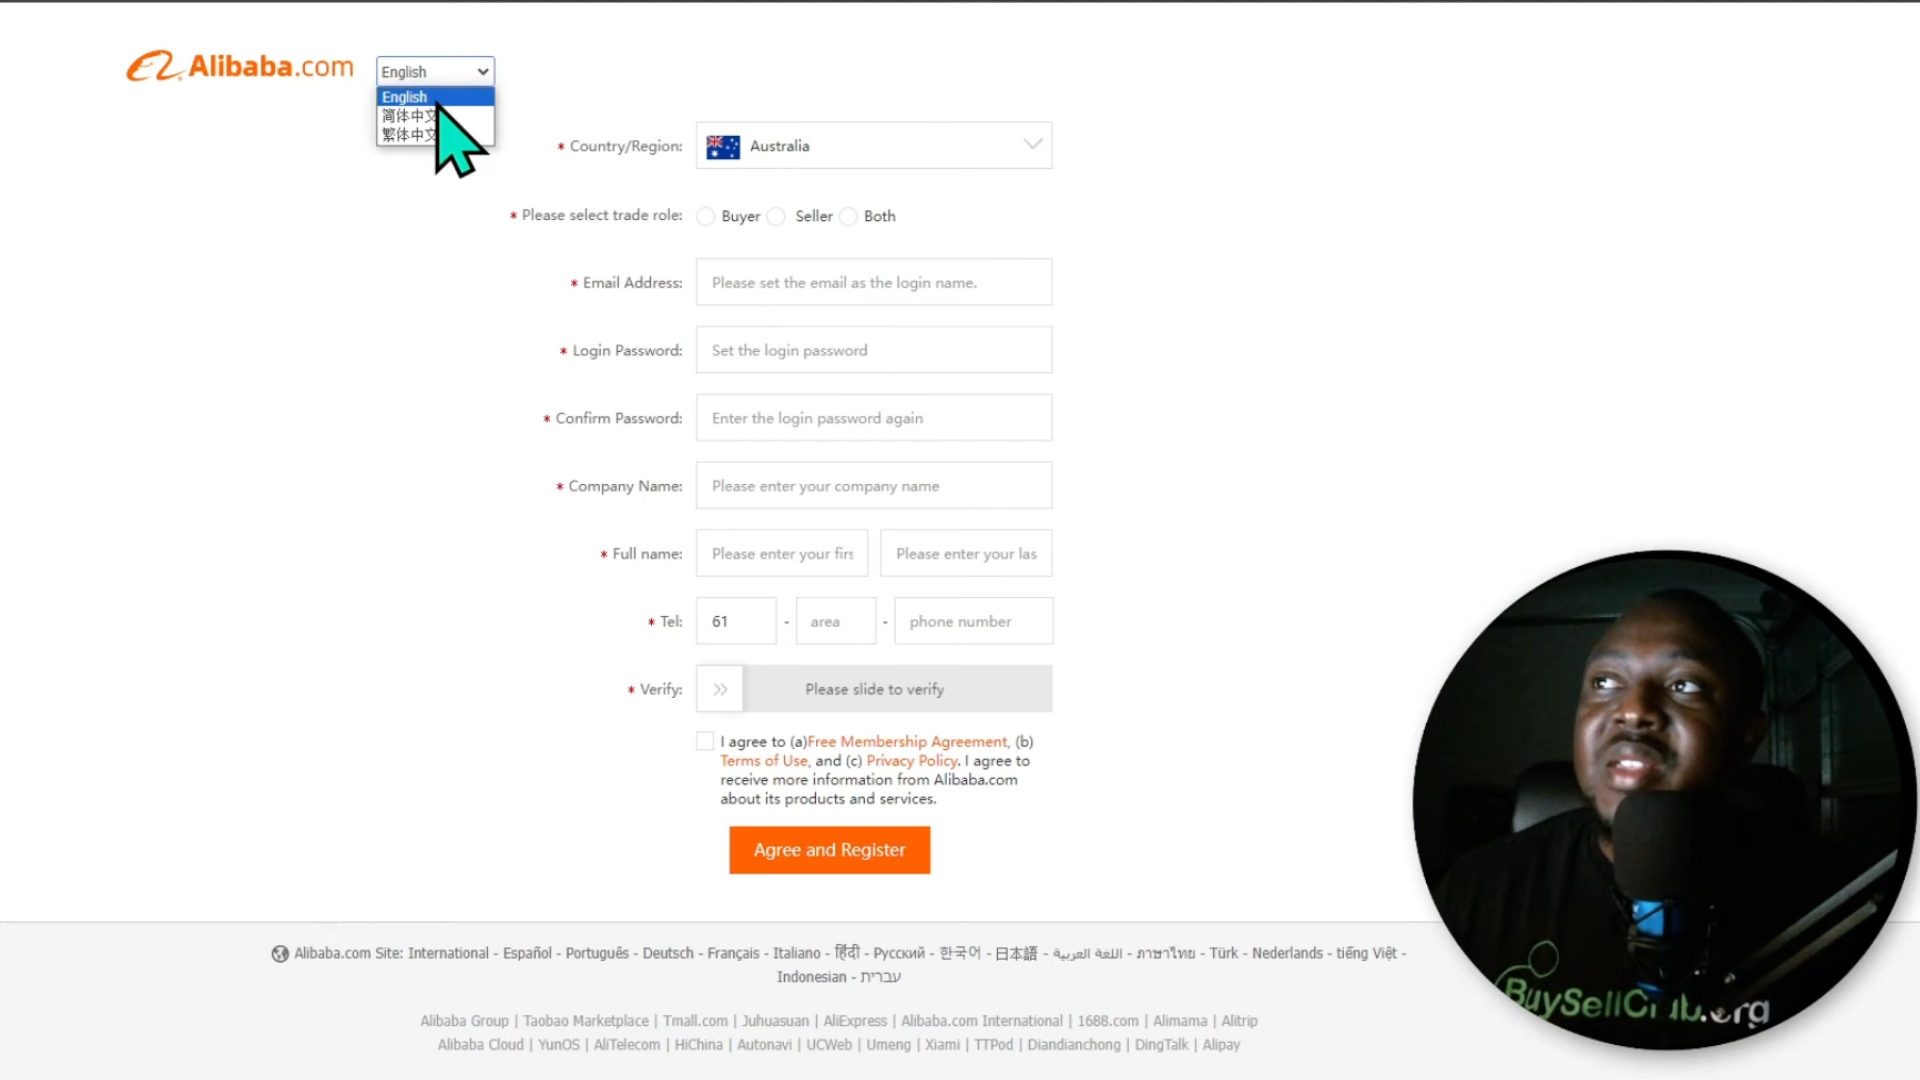 Alibaba.com
English
English
简体中文
繁体中文
* Country/Region: Australia
* Please select trade role: Buyer Seller Both
* Email Address: Please set the email as the login name.
* Login Password: Set the login password
* Confirm Password: Enter the login password again
* Company Name: Please enter your company name
* Full name: Please enter your firs Please enter your las
* Tel: 61 - area - phone number
* Verify: >> Please slide to verify
I agree to (a)Free Membership Agreement, (b)
Terms of Use, and (c) Privacy Policy. I agree to
receive more information from Alibaba.com
about its products and services.
Agree and Register
Alibaba.com Site: International - Español - Português - Deutsch - Français - Italiano - हिंदी - Русский - 한국어 - 日本語 - اللغة العربية - ภาษาไทย - Türk - Nederlands - tiếng Việt -
Indonesian - עברית
Alibaba Group | Taobao Marketplace | Tmall.com | Juhuasuan | AliExpress | Alibaba.com International | 1688.com | Alimama | Alitrip
Alibaba Cloud | YunOS | AliTelecom | HiChina | Autonavi | UCWeb | Umeng | Xiami | TTPod | Diandianchong | DingTalk | Alipay
BuySellClub.org